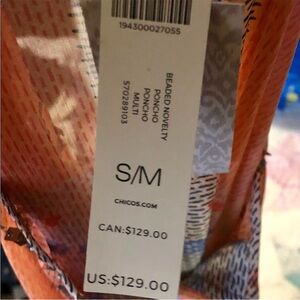 194300027055
BEADED NOVELTY
PONCHO
PONCHO
MULTI
570289103
S/M
CHICOS.COM
CAN:$129.00
US:$129.00